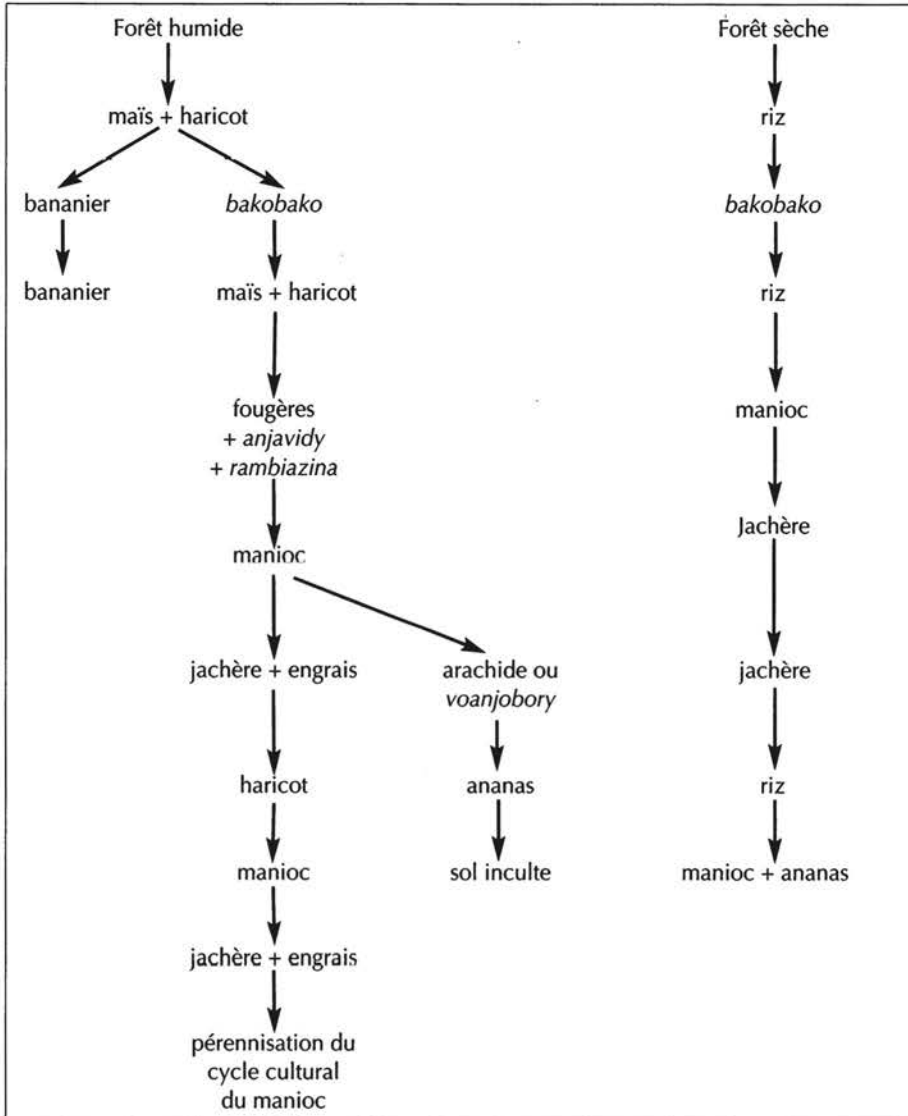 Forêt humide
Forêt sèche
maïs + haricot
riz
bananier
bakobako
bakobako
bananier
maïs + haricot
riz
fougères
+ anjavidy
+ rambiazina
manioc
manioc
Jachère
jachère + engrais
arachide ou
voanjobory
jachère
haricot
ananas
riz
manioc
sol inculte
manioc + ananas
jachère + engrais
pérennisation du
cycle cultural
du manioc